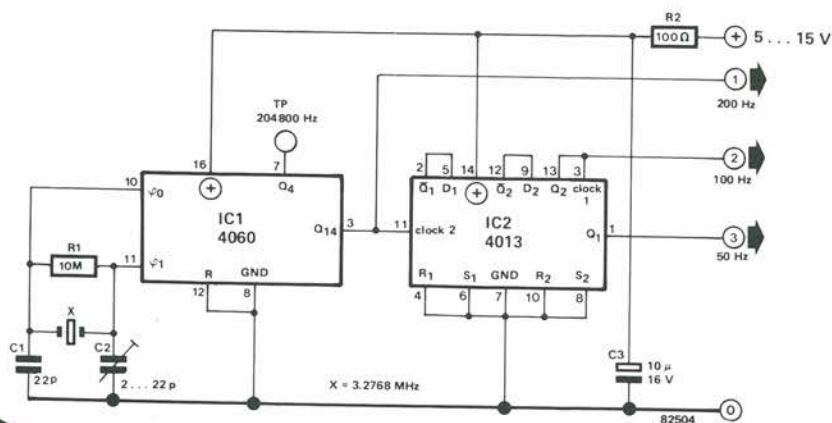 R2
100Ω
+ 5 . . . 15 V
1
200 Hz
TP
204800 Hz
16 7
+ Q4
10 φ0
IC1
4060
Q14 3
R1
10M
11 φ1
R GND
12 8
X
C1
22p
C2
2 . . . 22 p
X = 3.2768 MHz
2 5 14 12 9 13 3
Q̅1 D1 + Q̅2 D2 Q2 clock 1
IC2
4013
11 clock 2
Q1 1
R1 S1 GND R2 S2
4 6 7 10 8
2
100 Hz
3
50 Hz
C3
10 µ
16 V
0
82504